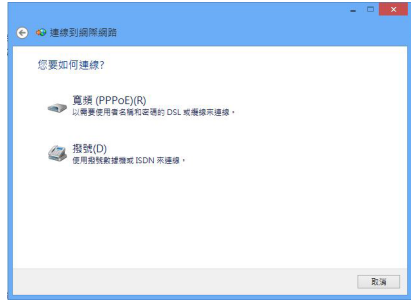 連線到網際網路
您要如何連線?
寬頻 (PPPoE)(R)
以需要使用者名稱和密碼的 DSL 或纜線來連線。
撥號(D)
使用撥號數據機或 ISDN 來連線。
取消